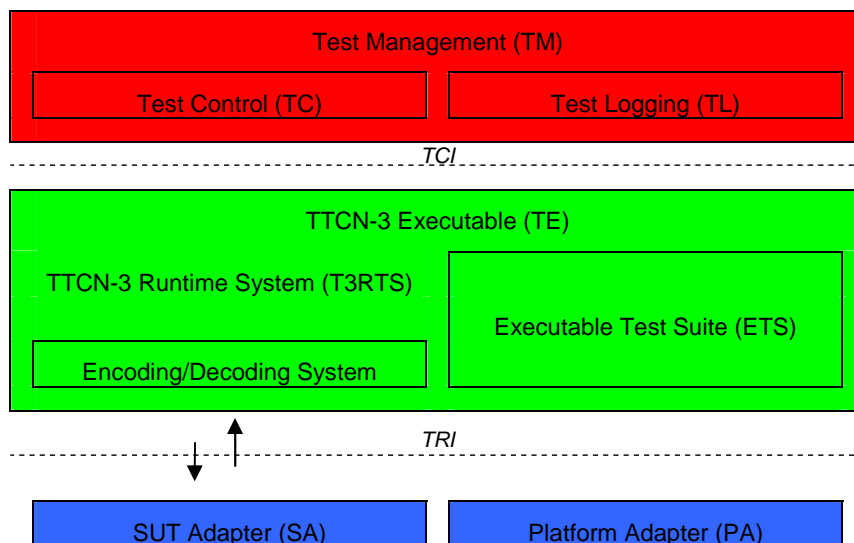 Test Management (TM)
Test Control (TC)
Test Logging (TL)
TCI
TTCN-3 Executable (TE)
TTCN-3 Runtime System (T3RTS)
Executable Test Suite (ETS)
Encoding/Decoding System
TRI
SUT Adapter (SA)
Platform Adapter (PA)